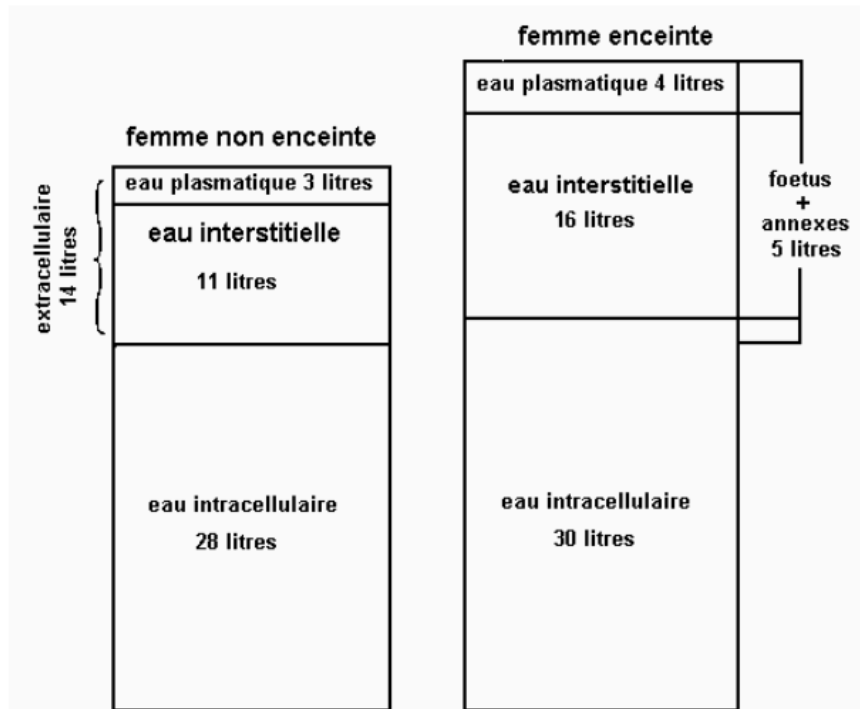 femme non enceinte
eau plasmatique 3 litres
eau interstitielle
11 litres
extracellulaire
14 litres
eau intracellulaire
28 litres
femme enceinte
eau plasmatique 4 litres
eau interstitielle
16 litres
foetus
+
annexes
5 litres
eau intracellulaire
30 litres